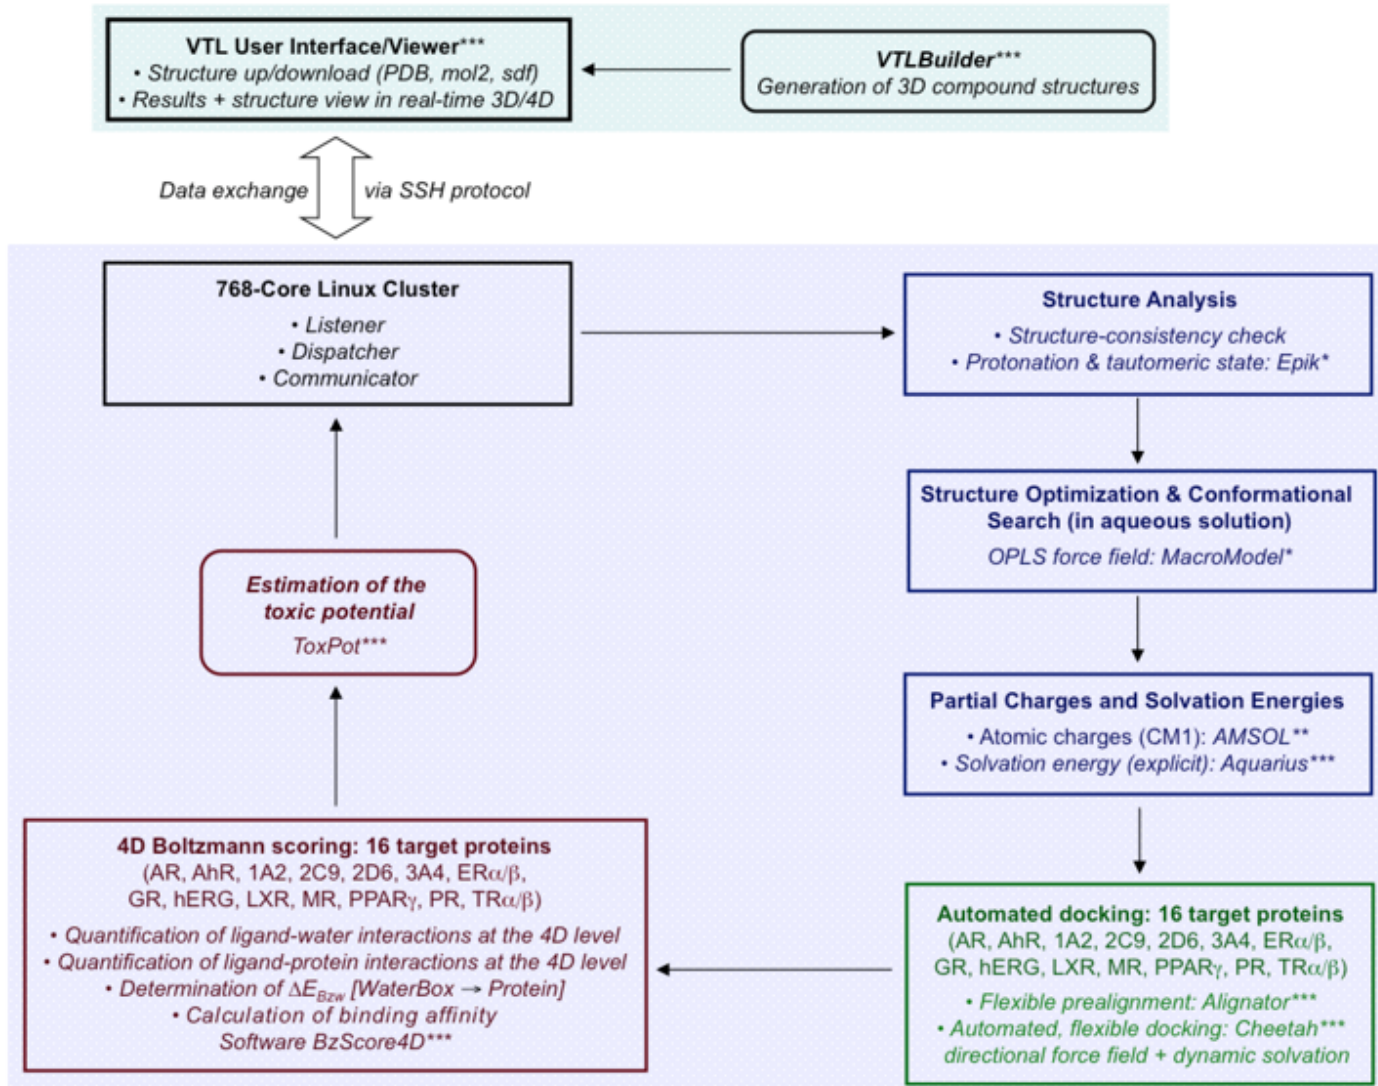 VTL User Interface/Viewer***
• Structure up/download (PDB, mol2, sdf)
• Results + structure view in real-time 3D/4D
VTLBuilder***
Generation of 3D compound structures
Data exchange
via SSH protocol
768-Core Linux Cluster
• Listener
• Dispatcher
• Communicator
Structure Analysis
• Structure-consistency check
• Protonation & tautomeric state: Epik*
Structure Optimization & Conformational
Search (in aqueous solution)
OPLS force field: MacroModel*
Estimation of the
toxic potential
ToxPot***
Partial Charges and Solvation Energies
• Atomic charges (CM1): AMSOL**
• Solvation energy (explicit): Aquarius***
4D Boltzmann scoring: 16 target proteins
(AR, AhR, 1A2, 2C9, 2D6, 3A4, ERα/β,
GR, hERG, LXR, MR, PPARγ, PR, TRα/β)
• Quantification of ligand-water interactions at the 4D level
• Quantification of ligand-protein interactions at the 4D level
• Determination of ΔE_Bzw [WaterBox → Protein]
• Calculation of binding affinity
Software BzScore4D***
Automated docking: 16 target proteins
(AR, AhR, 1A2, 2C9, 2D6, 3A4, ERα/β,
GR, hERG, LXR, MR, PPARγ, PR, TRα/β)
• Flexible prealignment: Alignator***
• Automated, flexible docking: Cheetah***
directional force field + dynamic solvation